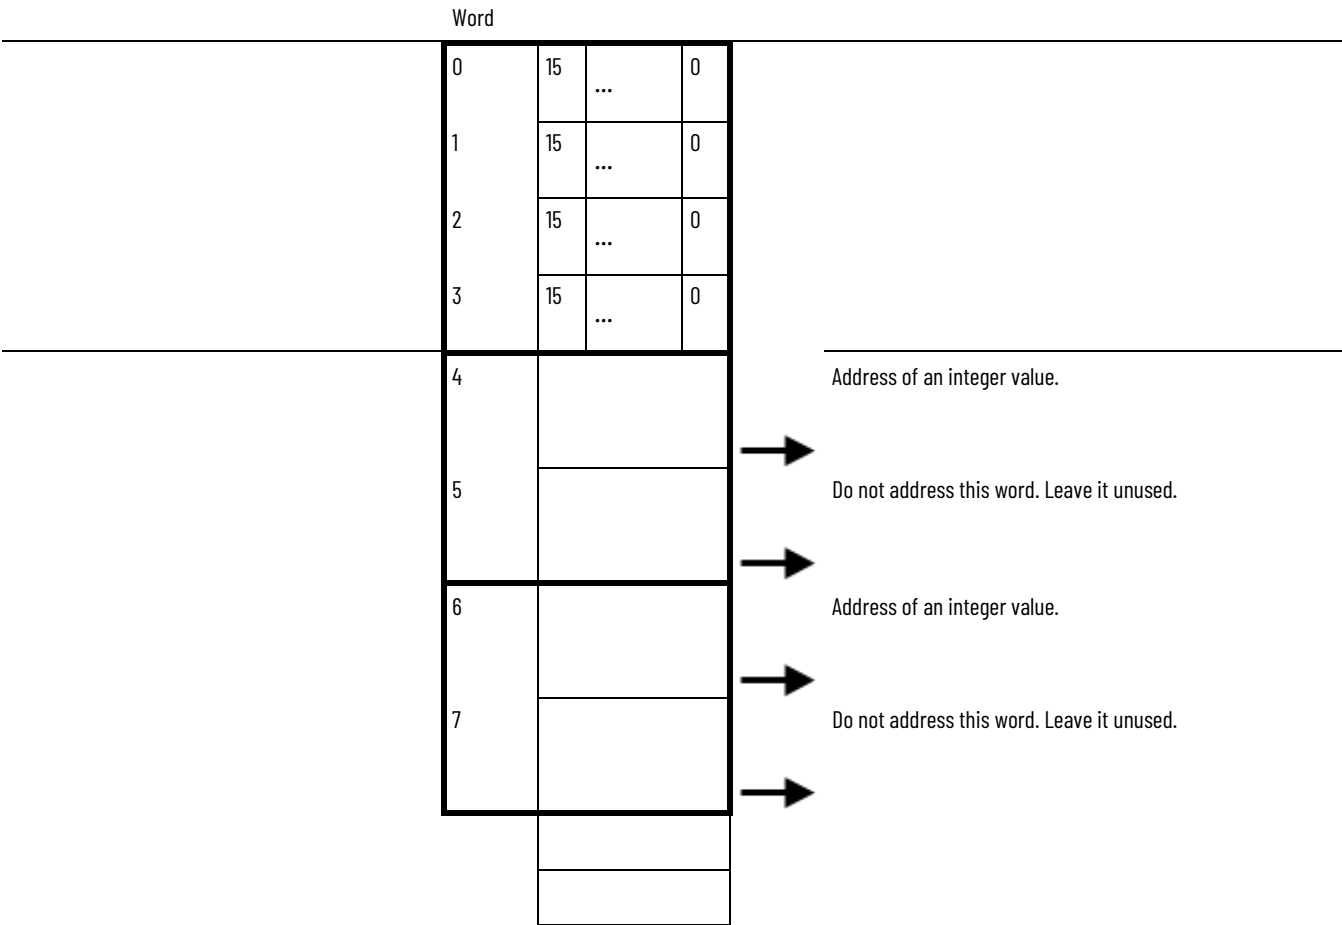 Word
0 15 ... 0
1 15 ... 0
2 15 ... 0
3 15 ... 0
4 Address of an integer value.
5 Do not address this word. Leave it unused.
6 Address of an integer value.
7 Do not address this word. Leave it unused.